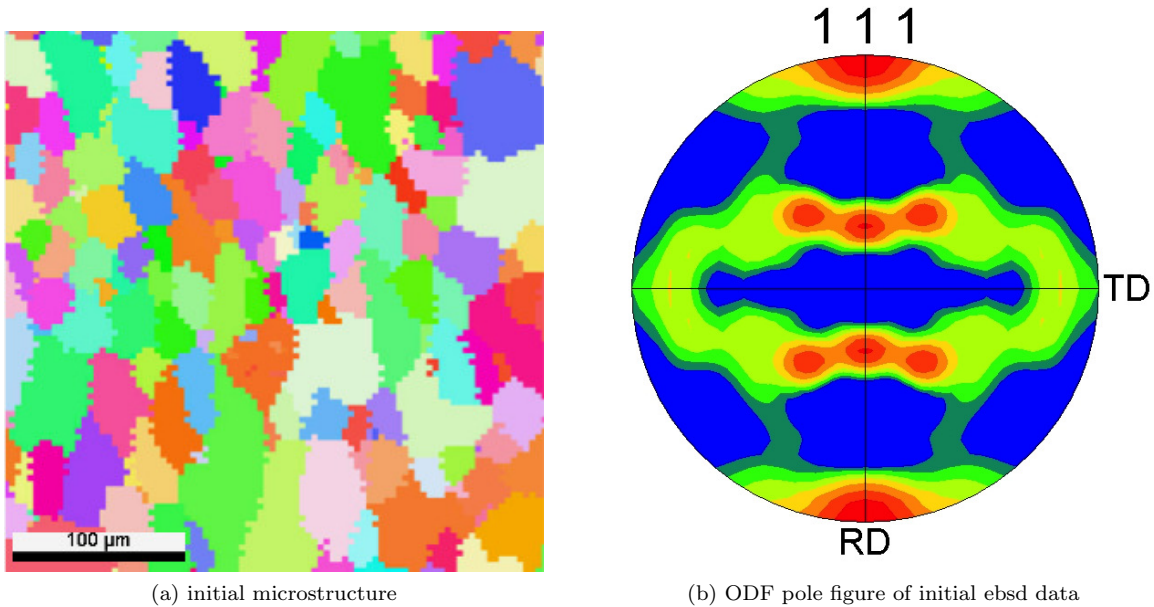 1 1 1
TD
RD
100 µm
(a) initial microstructure
(b) ODF pole figure of initial ebsd data